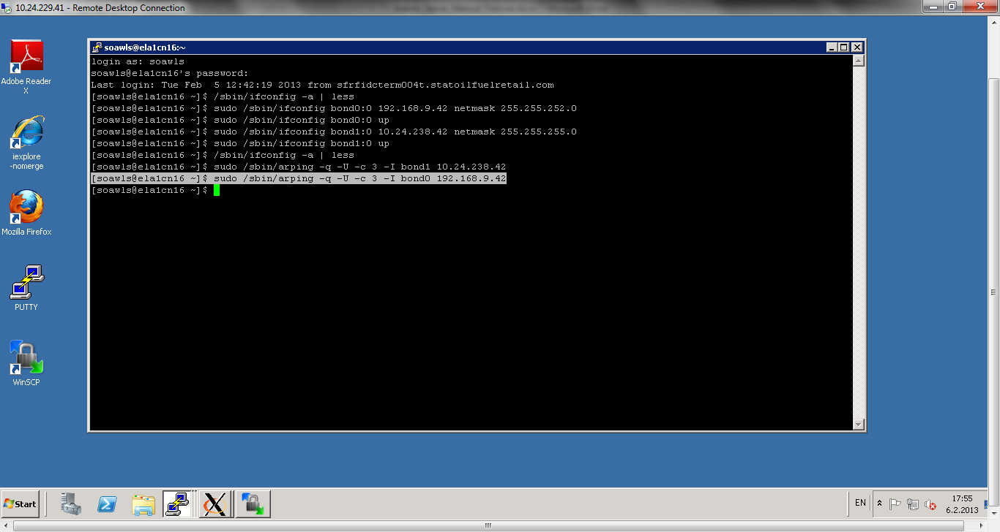 10.24.229.41 - Remote Desktop Connection
soawls@ela1cn16:~
login as: soawls
soawls@ela1cn16's password:
Last login: Tue Feb  5 12:42:19 2013 from sfrfidcterm004t.statoilfuelretail.com
[soawls@ela1cn16 ~]$ /sbin/ifconfig -a | less
[soawls@ela1cn16 ~]$ sudo /sbin/ifconfig bond0:0 192.168.9.42 netmask 255.255.252.0
[soawls@ela1cn16 ~]$ sudo /sbin/ifconfig bond0:0 up
[soawls@ela1cn16 ~]$ sudo /sbin/ifconfig bond1:0 10.24.238.42 netmask 255.255.255.0
[soawls@ela1cn16 ~]$ sudo /sbin/ifconfig bond1:0 up
[soawls@ela1cn16 ~]$ /sbin/ifconfig -a | less
[soawls@ela1cn16 ~]$ sudo /sbin/arping -q -U -c 3 -I bond1 10.24.238.42
[soawls@ela1cn16 ~]$ sudo /sbin/arping -q -U -c 3 -I bond0 192.168.9.42
[soawls@ela1cn16 ~]$
Adobe Reader
X
iexplore
-nomerge
Mozilla Firefox
PUTTY
WinSCP
Start
EN
17:55
6.2.2013